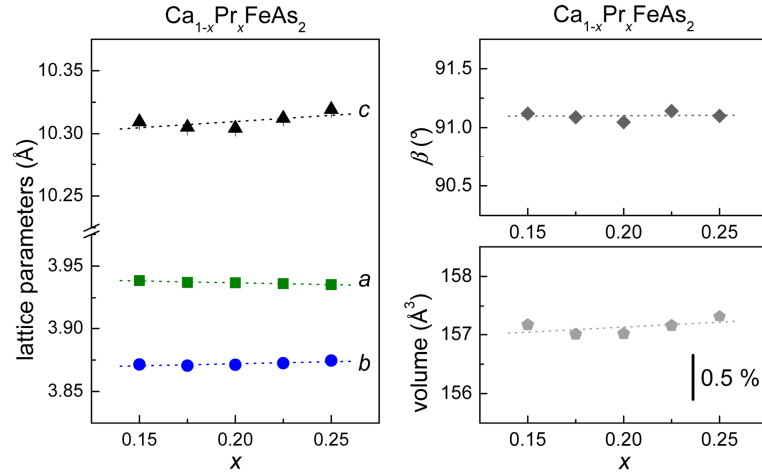 Ca₁₋ₓPrₓFeAs₂
lattice parameters (Å)
10.35
10.30
10.25
10.20
3.95
3.90
3.85
c
a
b
0.15
0.20
0.25
x
Ca₁₋ₓPrₓFeAs₂
β (°)
91.5
91.0
90.5
0.15
0.20
0.25
volume (Å³)
158
157
156
0.5 %
0.15
0.20
0.25
x